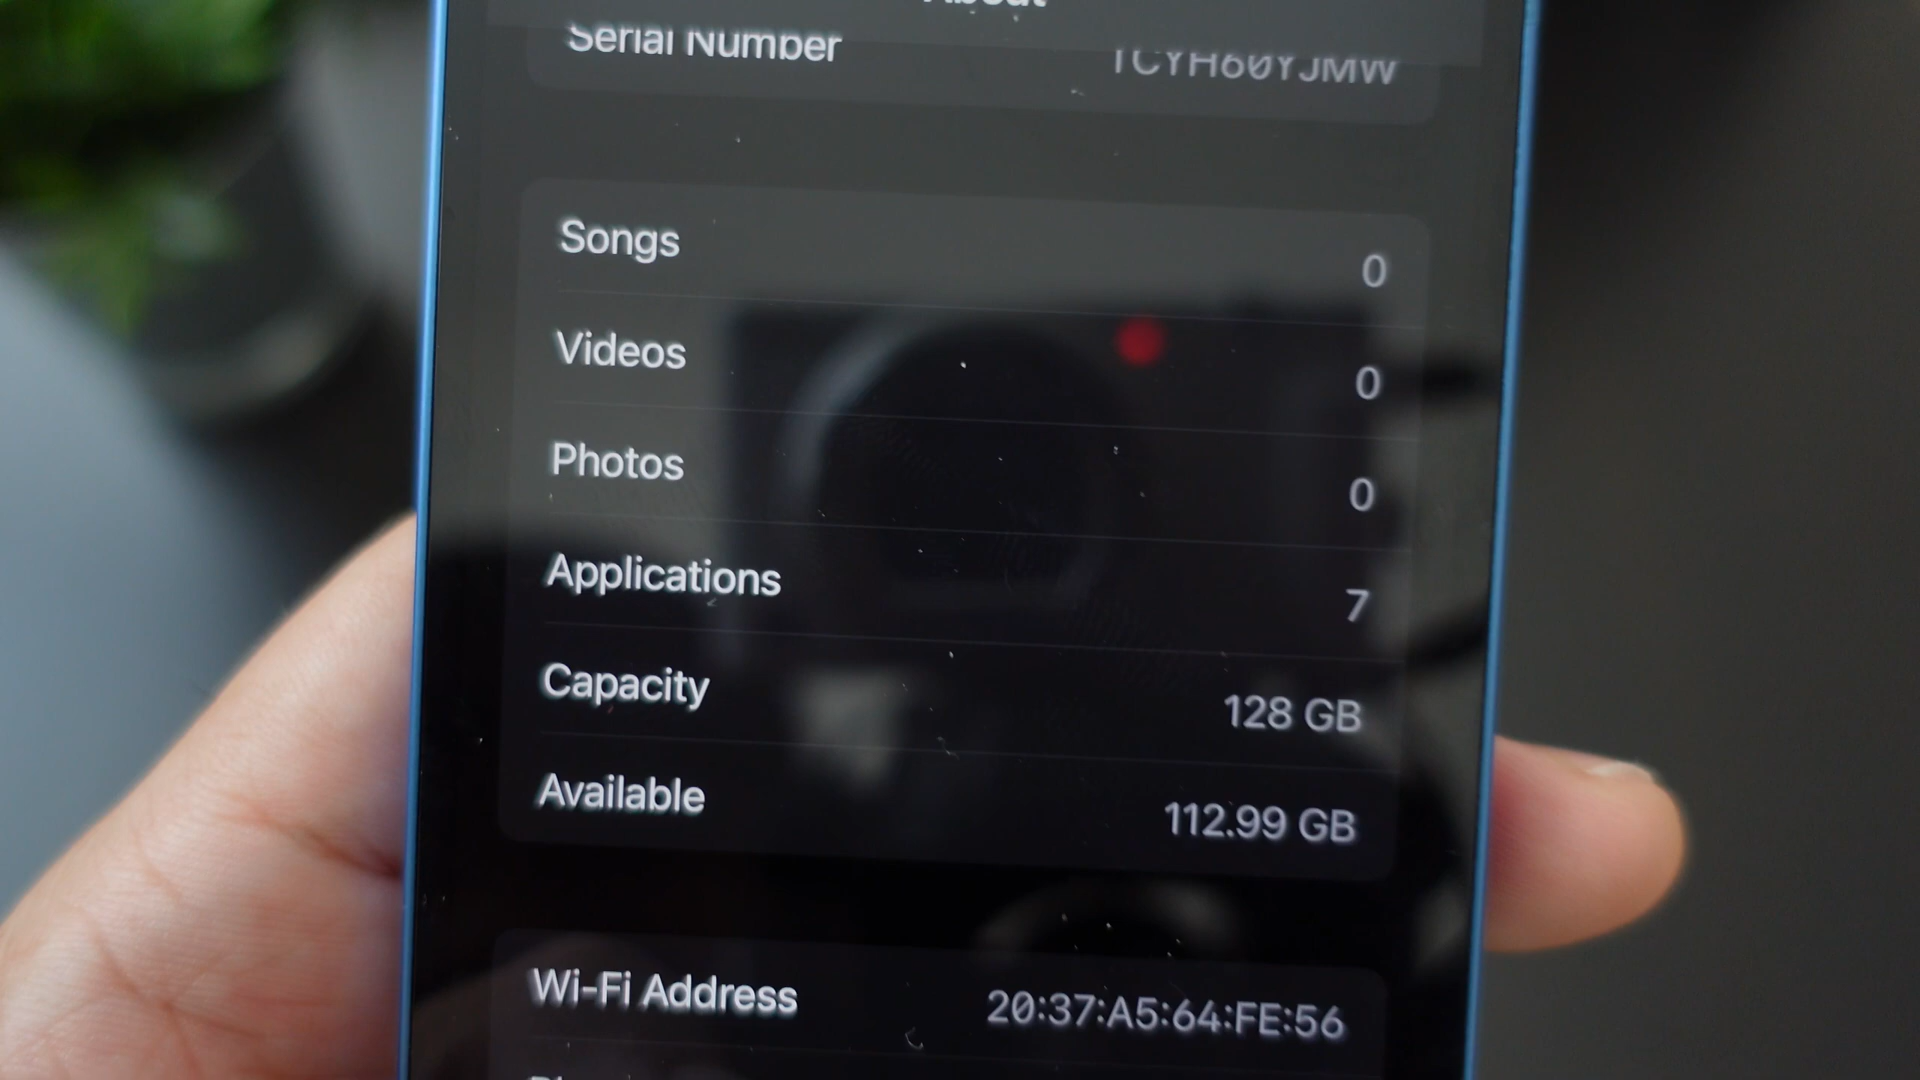 About
Serial Number
Songs 0
Videos 0
Photos 0
Applications 7
Capacity 128 GB
Available 112.99 GB
Wi-Fi Address 20:37:A5:64:FE:56